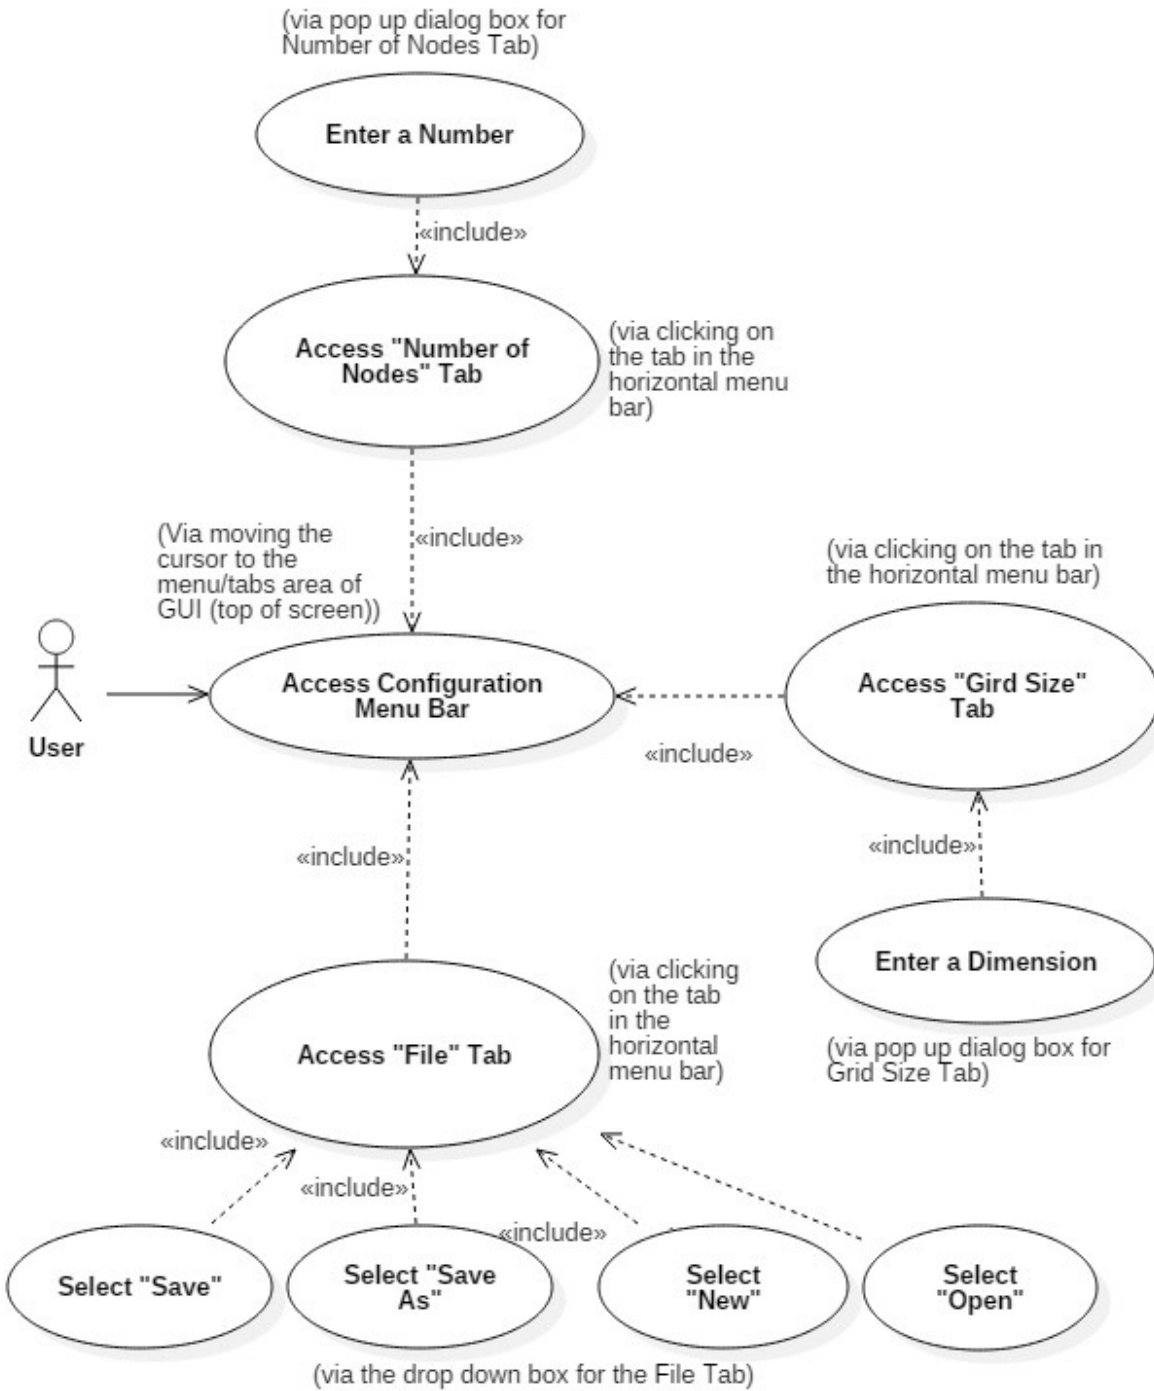 (via pop up dialog box for
Number of Nodes Tab)
Enter a Number
«include»
Access "Number of
Nodes" Tab
(via clicking on
the tab in the
horizontal menu
bar)
«include»
(Via moving the
cursor to the
menu/tabs area of
GUI (top of screen))
(via clicking on the tab in
the horizontal menu bar)
User
Access Configuration
Menu Bar
Access "Gird Size"
Tab
«include»
«include»
«include»
Enter a Dimension
(via pop up dialog box for
Grid Size Tab)
Access "File" Tab
(via clicking
on the tab
in the
horizontal
menu bar)
«include»
«include»
«include»
Select "Save"
Select "Save
As"
Select
"New"
Select
"Open"
(via the drop down box for the File Tab)